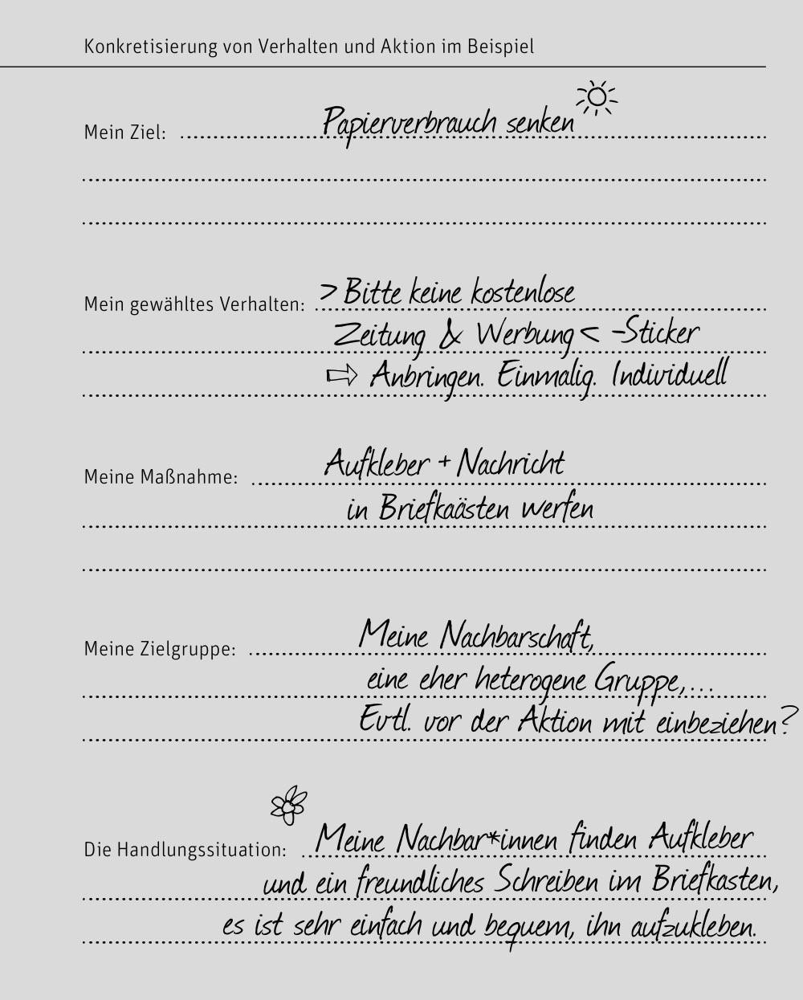 Konkretisierung von Verhalten und Aktion im Beispiel
Mein Ziel: Papierverbrauch senken
Mein gewähltes Verhalten: > Bitte keine kostenlose
Zeitung & Werbung < -Sticker
⇨ Anbringen. Einmalig. Individuell
Meine Maßnahme: Aufkleber + Nachricht
in Briefkaästen werfen
Meine Zielgruppe: Meine Nachbarschaft,
eine eher heterogene Gruppe,...
Evtl. vor der Aktion mit einbeziehen?
Die Handlungssituation: Meine Nachbar*innen finden Aufkleber
und ein freundliches Schreiben im Briefkasten,
es ist sehr einfach und bequem, ihn aufzukleben.